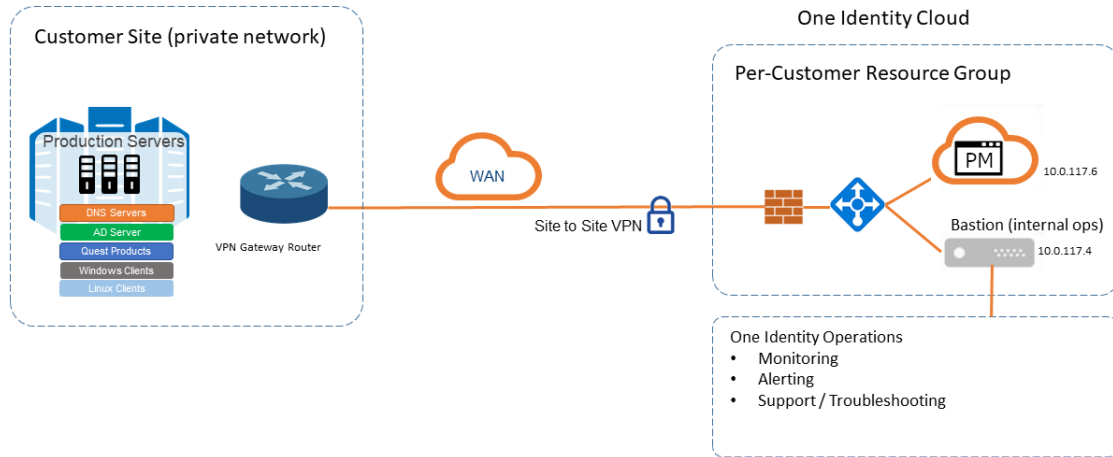 Customer Site (private network)
Production Servers
DNS Servers
AD Server
Quest Products
Windows Clients
Linux Clients
VPN Gateway Router
WAN
Site to Site VPN
One Identity Cloud
Per-Customer Resource Group
PM
10.0.117.6
Bastion (internal ops)
10.0.117.4
One Identity Operations
• Monitoring
• Alerting
• Support / Troubleshooting